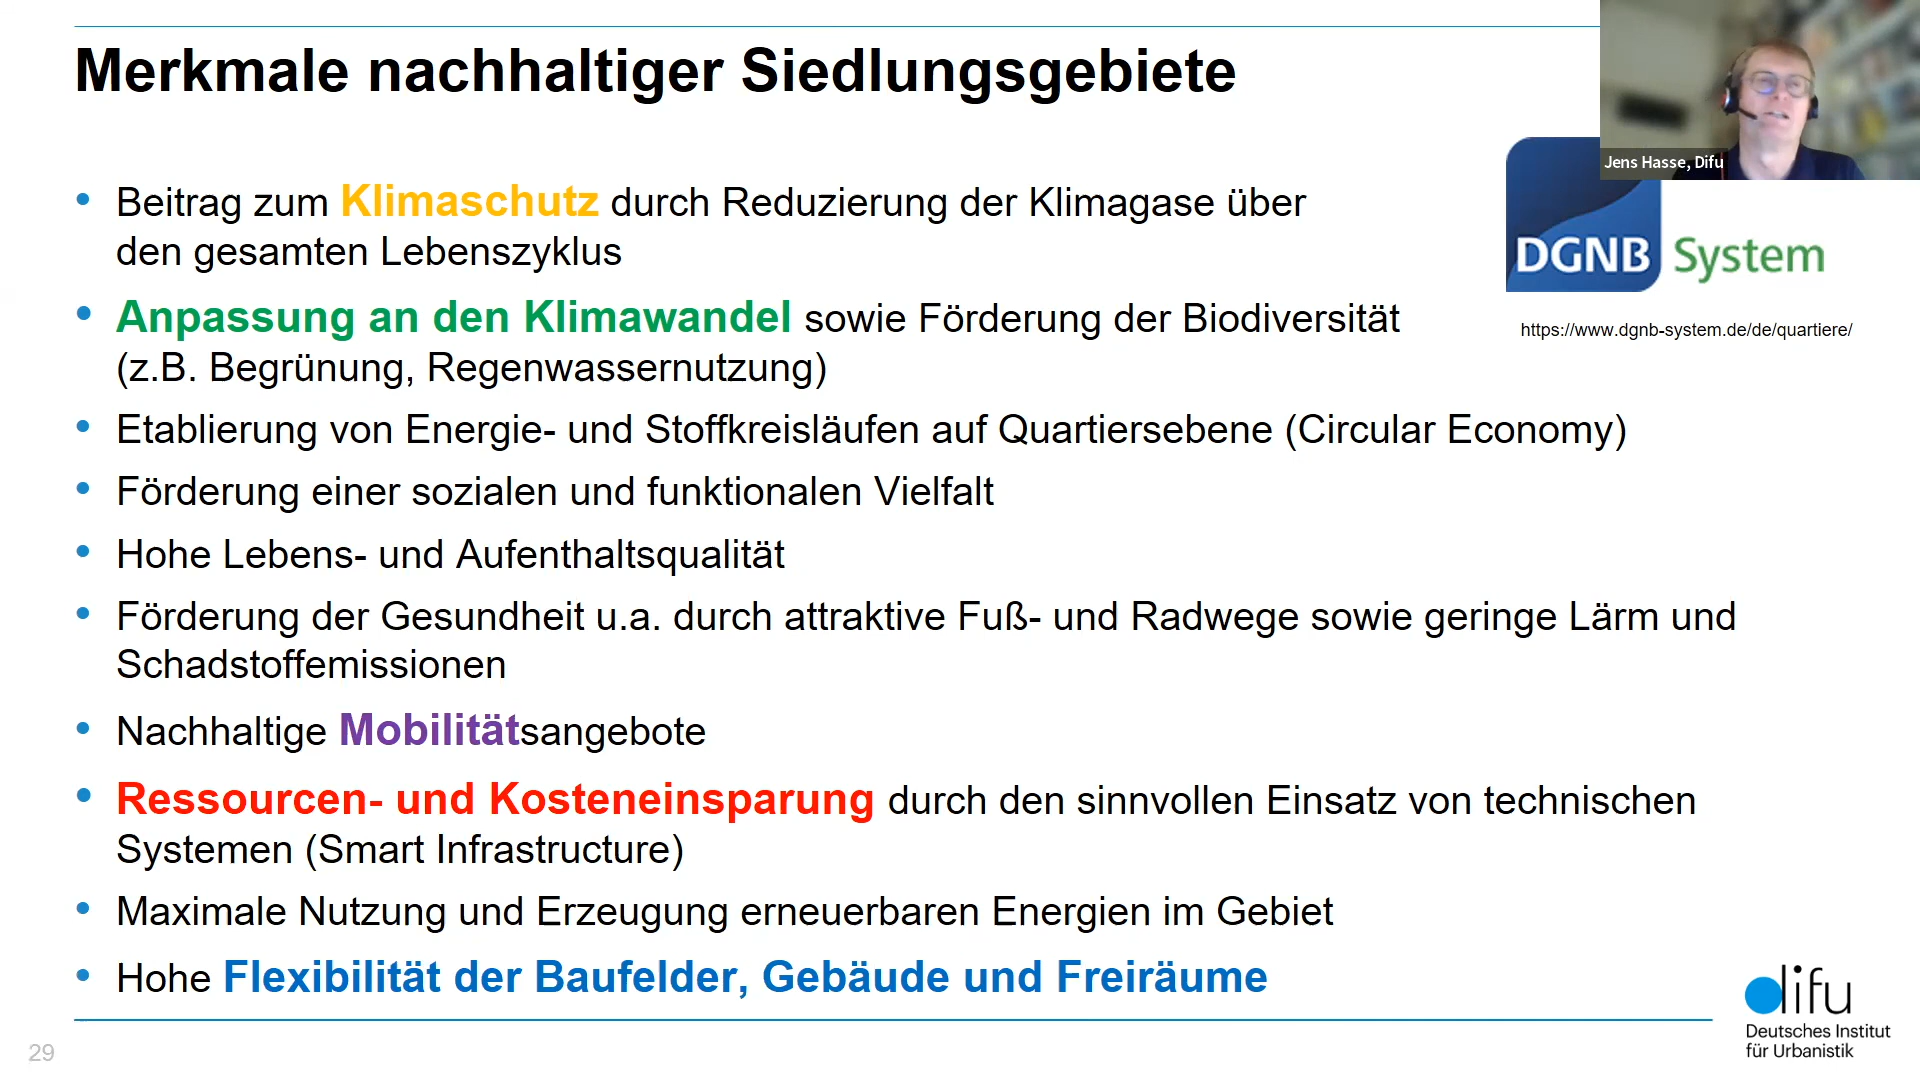 Merkmale nachhaltiger Siedlungsgebiete
Jens Hasse, Difu
• Beitrag zum Klimaschutz durch Reduzierung der Klimagase über
den gesamten Lebenszyklus
DGNB System
https://www.dgnb-system.de/de/quartiere/
• Anpassung an den Klimawandel sowie Förderung der Biodiversität
(z.B. Begrünung, Regenwassernutzung)
• Etablierung von Energie- und Stoffkreisläufen auf Quartiersebene (Circular Economy)
• Förderung einer sozialen und funktionalen Vielfalt
• Hohe Lebens- und Aufenthaltsqualität
• Förderung der Gesundheit u.a. durch attraktive Fuß- und Radwege sowie geringe Lärm und
Schadstoffemissionen
• Nachhaltige Mobilitätsangebote
• Ressourcen- und Kosteneinsparung durch den sinnvollen Einsatz von technischen
Systemen (Smart Infrastructure)
• Maximale Nutzung und Erzeugung erneuerbaren Energien im Gebiet
• Hohe Flexibilität der Baufelder, Gebäude und Freiräume
difu
Deutsches Institut
für Urbanistik
29